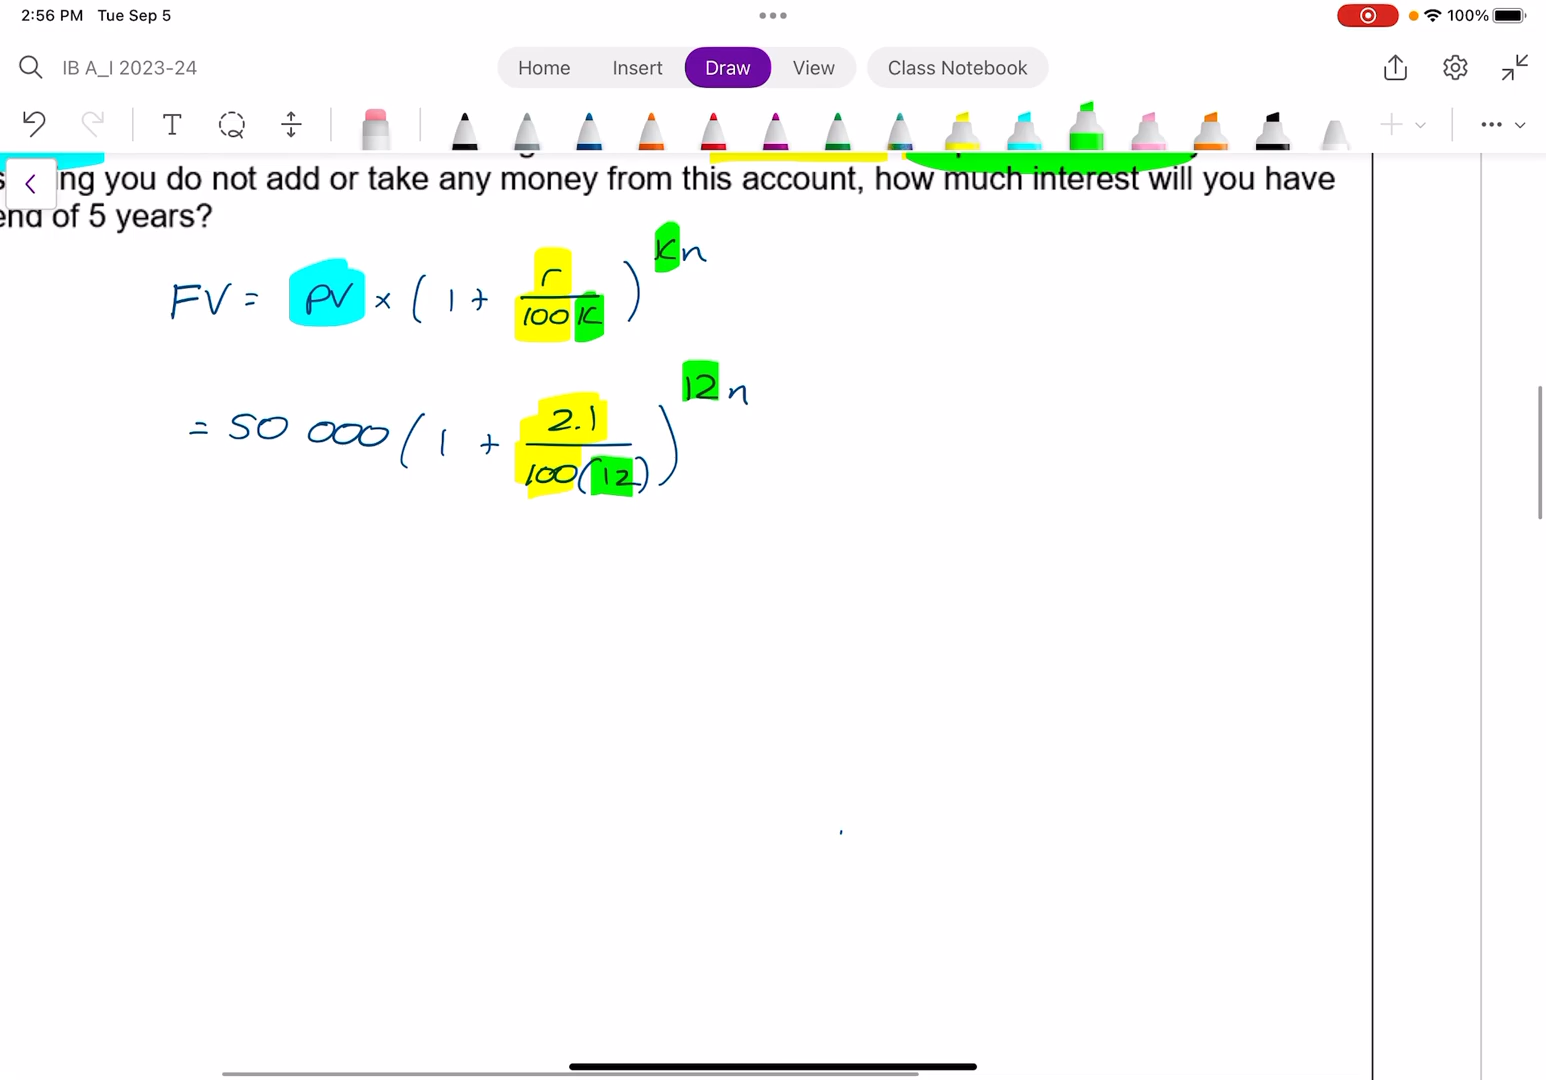 2:56 PM Tue Sep 5
100%
IB A_I 2023-24
Home Insert Draw View Class Notebook
T
ng you do not add or take any money from this account, how much interest will you have
end of 5 years?
FV = PV × ( 1 + r / 100 k ) ^ kn
= 50 000 ( 1 + 2.1 / 100(12) ) ^ 12 n